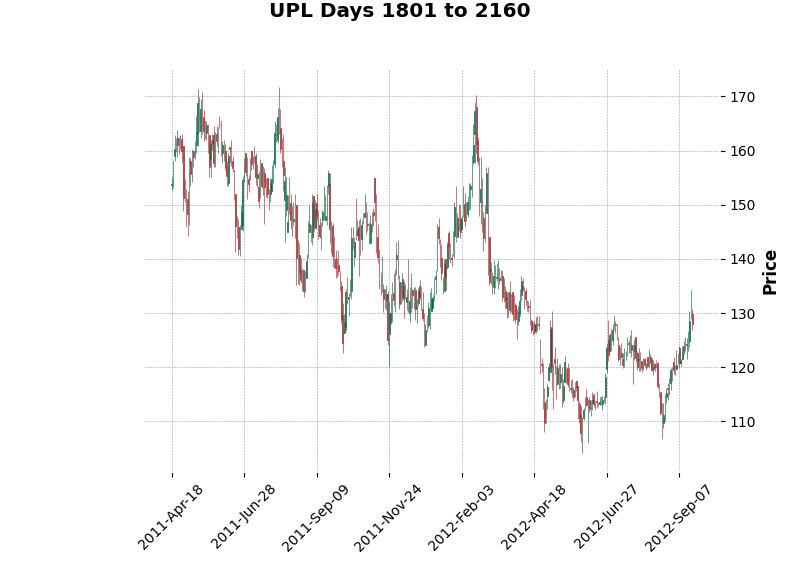 UPL Days 1801 to 2160
170
160
150
140
130
120
110
Price
2011-Apr-18
2011-Jun-28
2011-Sep-09
2011-Nov-24
2012-Feb-03
2012-Apr-18
2012-Jun-27
2012-Sep-07